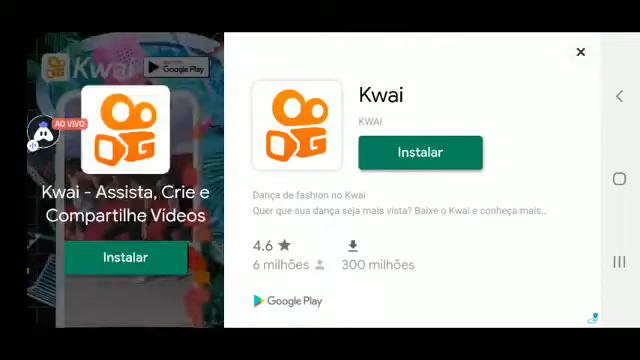 Kwai
Google Play
AO VIVO
Kwai - Assista, Crie e
Compartilhe Vídeos
Instalar
Kwai
KWAI
Instalar
Dança de fashion no Kwai
Quer que sua dança seja mais vista? Baixe o Kwai e conheça mais...
4.6
6 milhões
300 milhões
Google Play